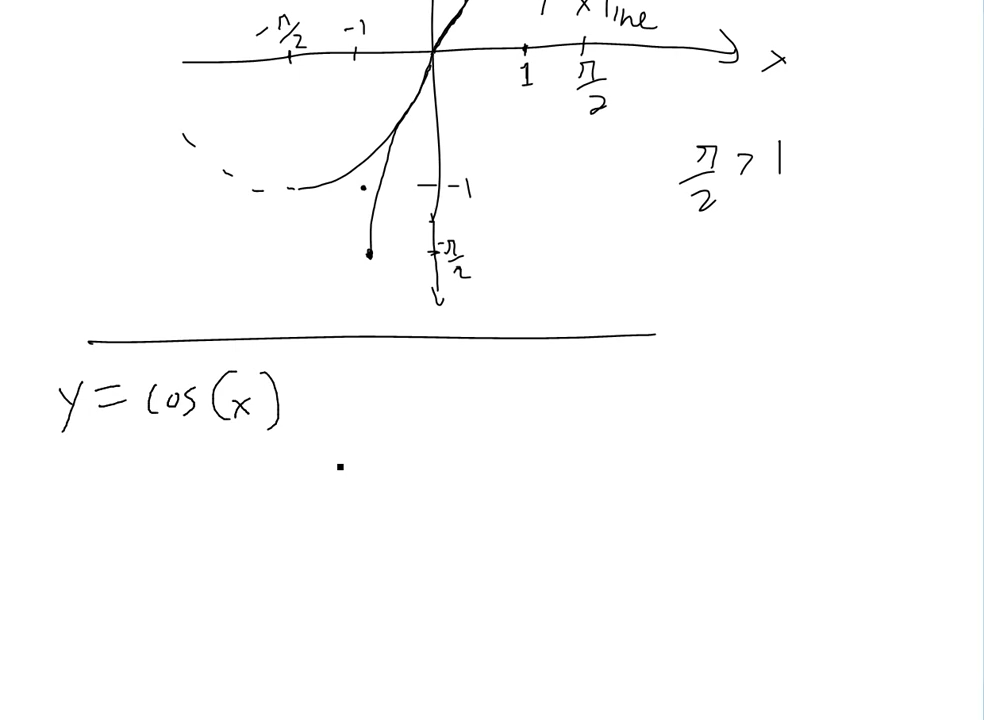 x line
-π/2 -1
1 π/2 x
π/2 > 1
-1
-π/2
y = cos(x)